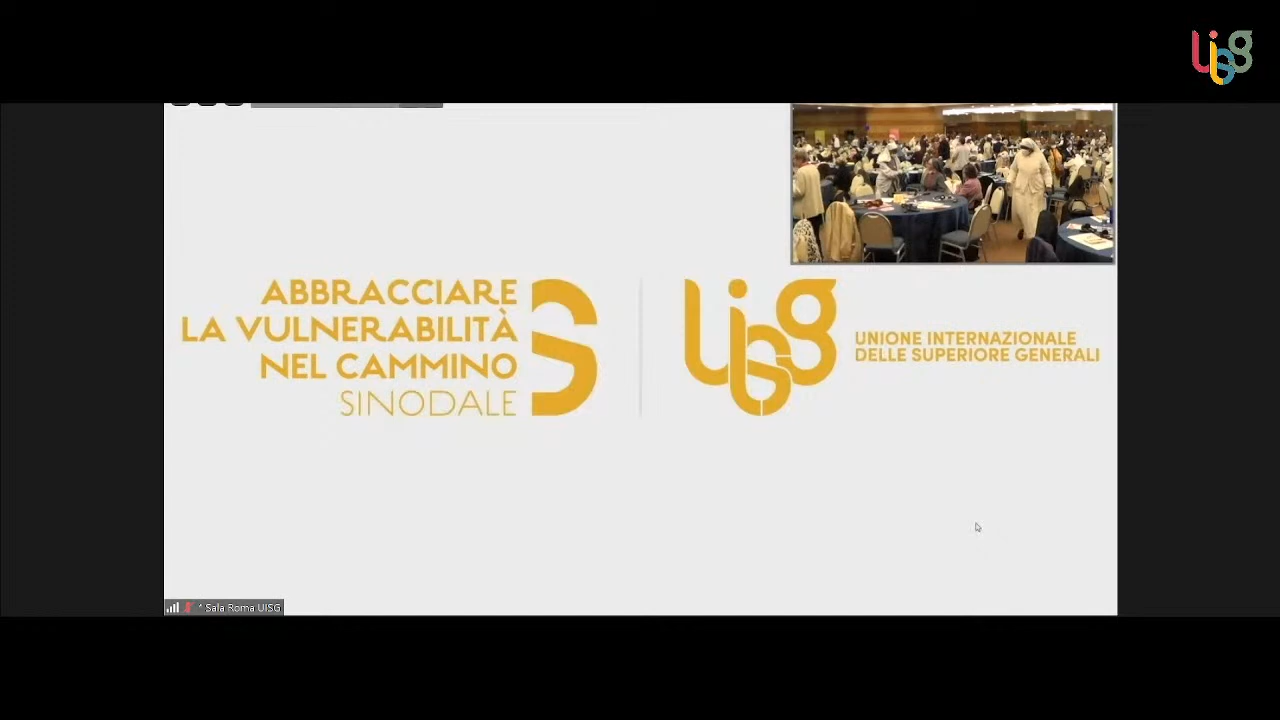 uisg
ABBRACCIARE
LA VULNERABILITÀ
NEL CAMMINO
SINODALE
S
uisg
UNIONE INTERNAZIONALE
DELLE SUPERIORE GENERALI
* Sala Roma UISG